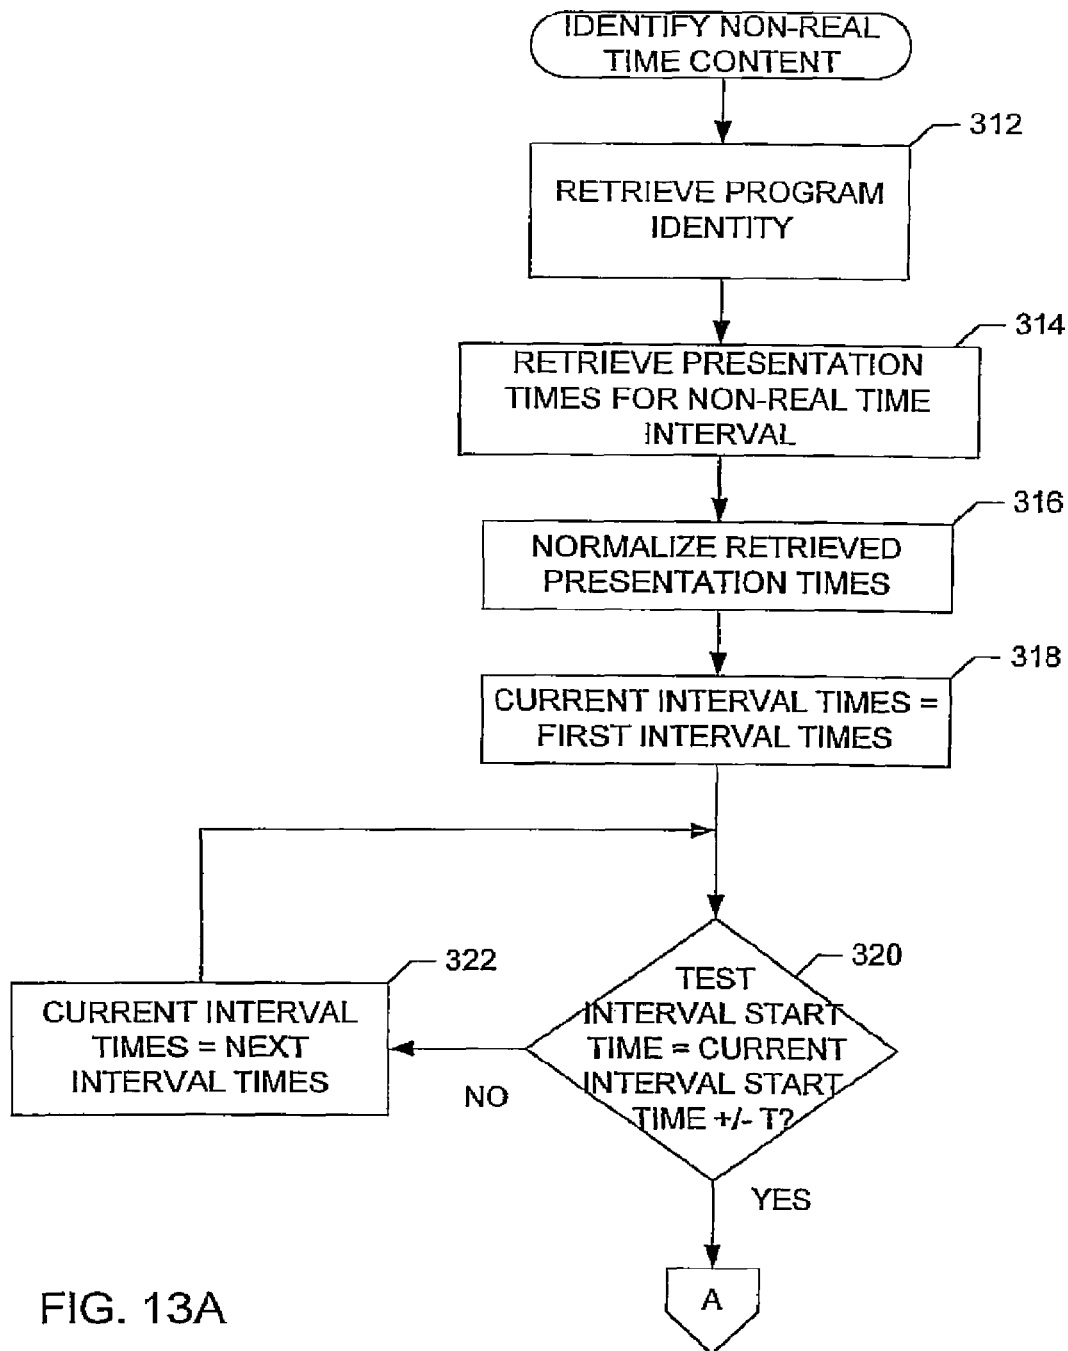 IDENTIFY NON-REAL
TIME CONTENT
312
RETRIEVE PROGRAM
IDENTITY
314
RETRIEVE PRESENTATION
TIMES FOR NON-REAL TIME
INTERVAL
316
NORMALIZE RETRIEVED
PRESENTATION TIMES
318
CURRENT INTERVAL TIMES =
FIRST INTERVAL TIMES
322
CURRENT INTERVAL
TIMES = NEXT
INTERVAL TIMES
320
TEST
INTERVAL START
TIME = CURRENT
INTERVAL START
TIME +/- T?
NO
YES
A
FIG. 13A